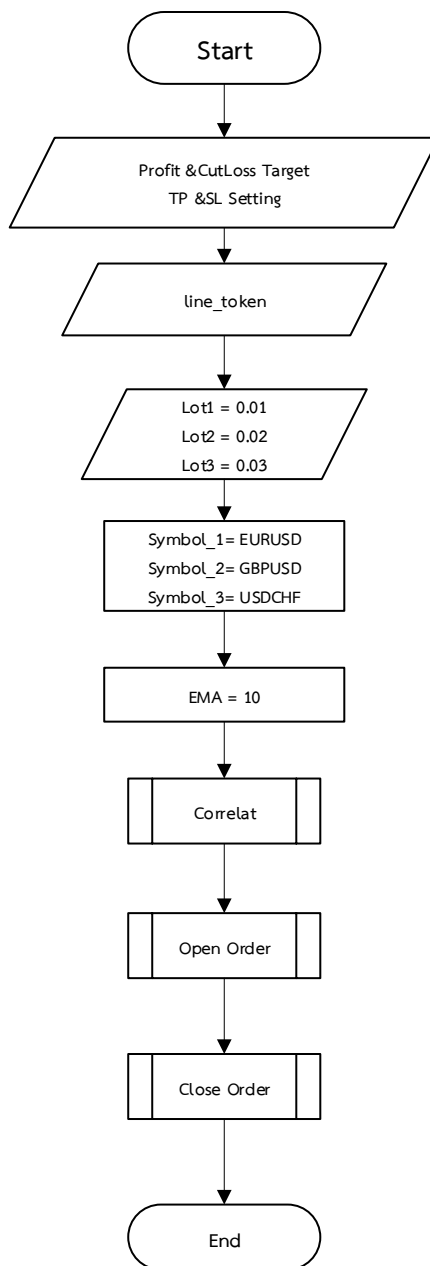 Start
Profit &CutLoss Target
TP &SL Setting
line_token
Lot1 = 0.01
Lot2 = 0.02
Lot3 = 0.03
Symbol_1= EURUSD
Symbol_2= GBPUSD
Symbol_3= USDCHF
EMA = 10
Correlat
Open Order
Close Order
End